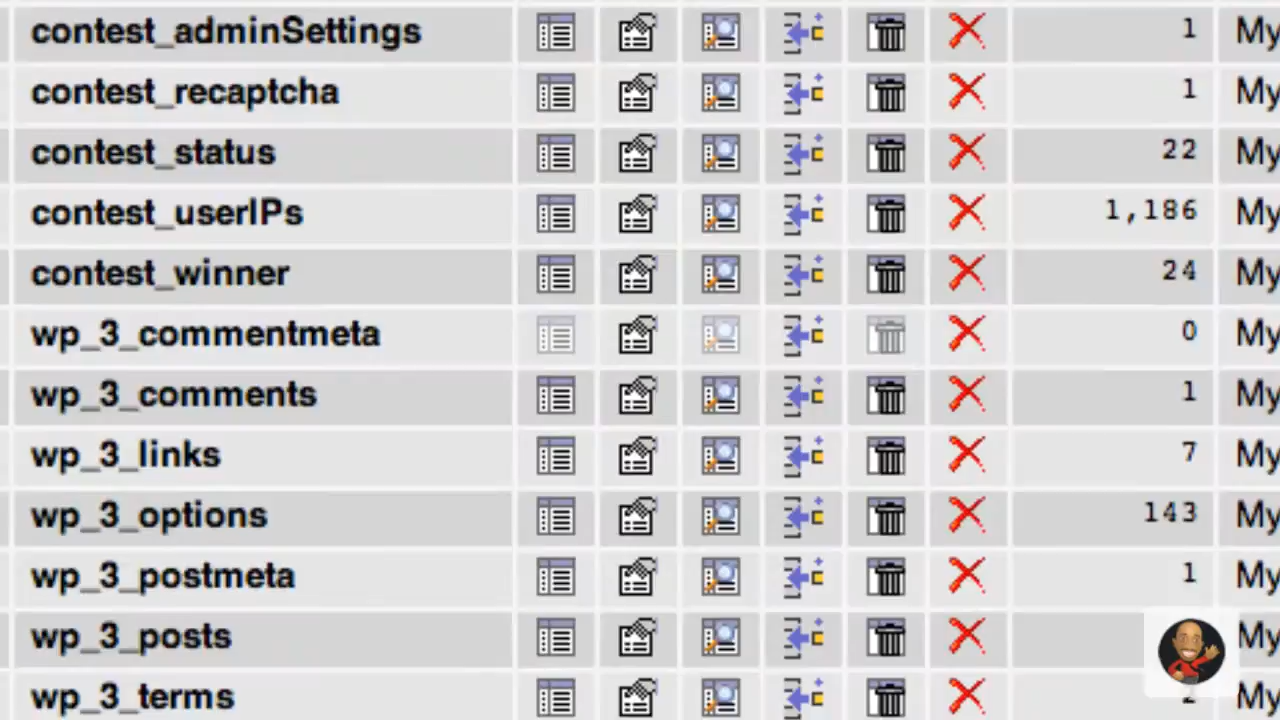 contest_adminSettings 1 My
contest_recaptcha 1 My
contest_status 22 My
contest_userIPs 1,186 My
contest_winner 24 My
wp_3_commentmeta 0 My
wp_3_comments 1 My
wp_3_links 7 My
wp_3_options 143 My
wp_3_postmeta 1 My
wp_3_posts My
wp_3_terms My